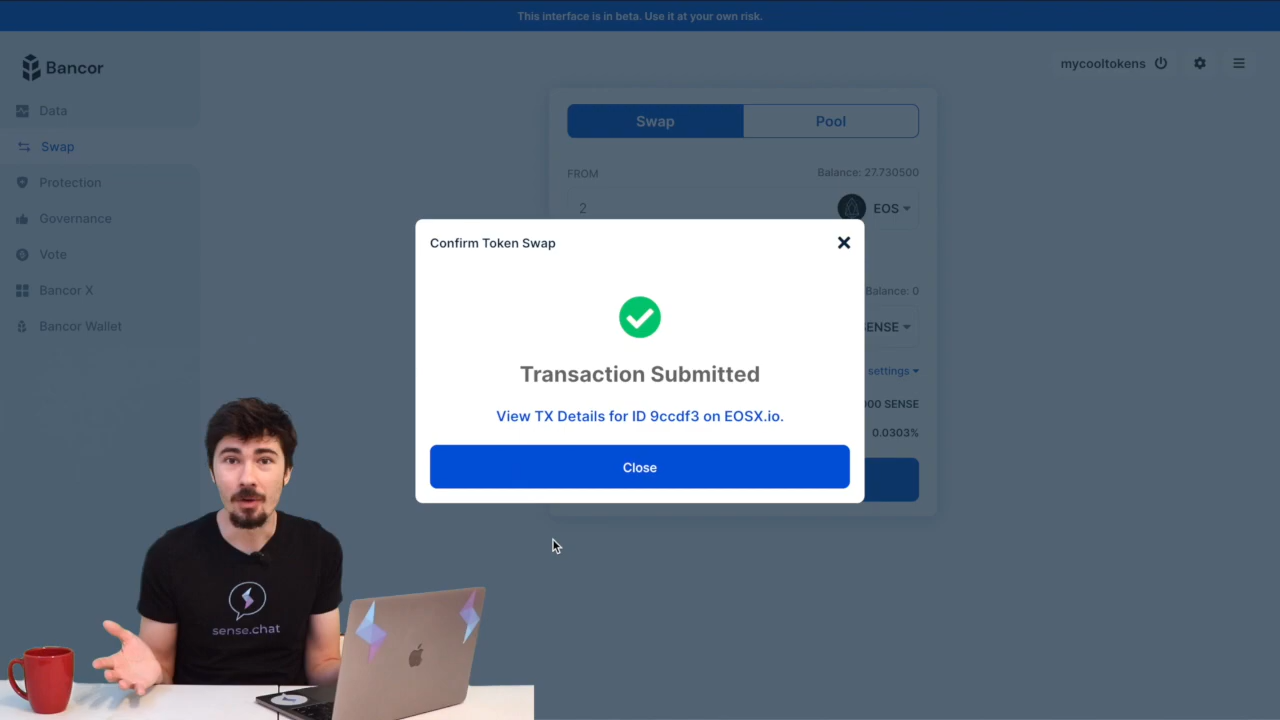 This interface is in beta. Use it at your own risk.
Bancor
mycooltokens
Data
Swap
Protection
Governance
Vote
Bancor X
Bancor Wallet
Swap
Pool
FROM
Balance: 27.730500
2
EOS
Confirm Token Swap
Balance: 0
ENSE
Transaction Submitted
settings
View TX Details for ID 9ccdf3 on EOSX.io.
00 SENSE
0.0303%
Close
sense.chat